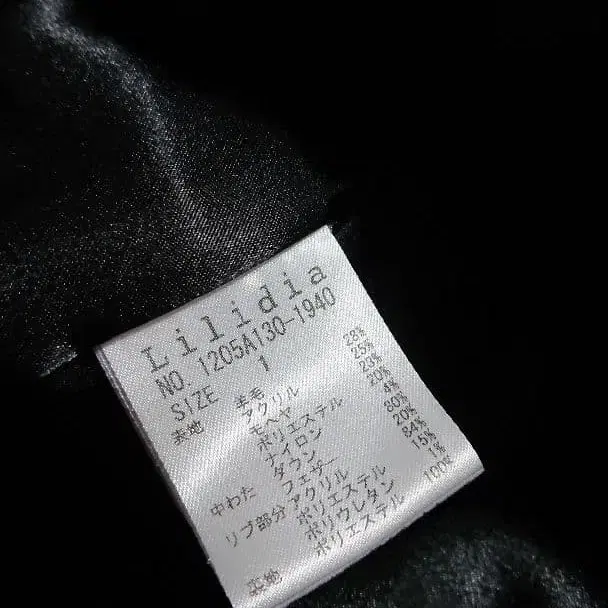 Lilidia
NO. 1205A130-1940
SIZE 1
表地 羊毛 28%
アクリル 25%
モヘヤ 23%
ポリエステル 20%
ナイロン 4%
中わた ダウン 80%
フェザー 20%
リブ部分 アクリル 84%
ポリエステル 15%
ポリウレタン 1%
ポリエステル 100%